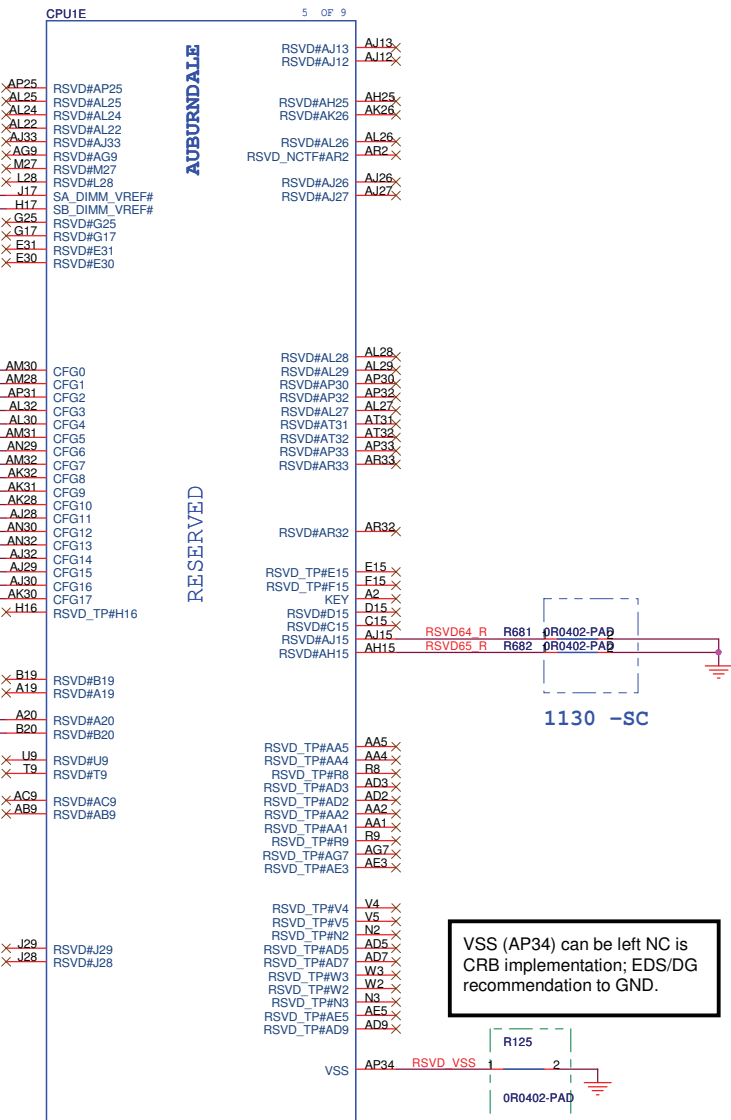 CPU1E
5 OF 9
AUBURNDALE
RESERVED
AP25 RSVD#AP25
AL25 RSVD#AL25
AL24 RSVD#AL24
AL22 RSVD#AL22
AJ33 RSVD#AJ33
AG9 RSVD#AG9
M27 RSVD#M27
L28 RSVD#L28
J17 SA_DIMM_VREF#
H17 SB_DIMM_VREF#
G25 RSVD#G25
G17 RSVD#G17
E31 RSVD#E31
E30 RSVD#E30
AM30 CFG0
AM28 CFG1
AP31 CFG2
AL32 CFG3
AL30 CFG4
AM31 CFG5
AN29 CFG6
AM32 CFG7
AK32 CFG8
AK31 CFG9
AK28 CFG10
AJ28 CFG11
AN30 CFG12
AN32 CFG13
AJ32 CFG14
AJ29 CFG15
AJ30 CFG16
AK30 CFG17
H16 RSVD_TP#H16
B19 RSVD#B19
A19 RSVD#A19
A20 RSVD#A20
B20 RSVD#B20
U9 RSVD#U9
T9 RSVD#T9
AC9 RSVD#AC9
AB9 RSVD#AB9
J29 RSVD#J29
J28 RSVD#J28
RSVD#AJ13 AJ13
RSVD#AJ12 AJ12
RSVD#AH25 AH25
RSVD#AK26 AK26
RSVD#AL26 AL26
RSVD_NCTF#AR2 AR2
RSVD#AJ26 AJ26
RSVD#AJ27 AJ27
RSVD#AL28 AL28
RSVD#AL29 AL29
RSVD#AP30 AP30
RSVD#AP32 AP32
RSVD#AL27 AL27
RSVD#AT31 AT31
RSVD#AT32 AT32
RSVD#AP33 AP33
RSVD#AR33 AR33
RSVD#AR32 AR32
RSVD_TP#E15 E15
RSVD_TP#F15 F15
KEY A2
RSVD#D15 D15
RSVD#C15 C15
RSVD#AJ15 AJ15 RSVD64_R R681 1 0R0402-PAD 2
RSVD#AH15 AH15 RSVD65_R R682 1 0R0402-PAD 2
1130 -SC
RSVD_TP#AA5 AA5
RSVD_TP#AA4 AA4
RSVD_TP#R8 R8
RSVD_TP#AD3 AD3
RSVD_TP#AD2 AD2
RSVD_TP#AA2 AA2
RSVD_TP#AA1 AA1
RSVD_TP#R9 R9
RSVD_TP#AG7 AG7
RSVD_TP#AE3 AE3
RSVD_TP#V4 V4
RSVD_TP#V5 V5
RSVD_TP#N2 N2
RSVD_TP#AD5 AD5
RSVD_TP#AD7 AD7
RSVD_TP#W3 W3
RSVD_TP#W2 W2
RSVD_TP#N3 N3
RSVD_TP#AE5 AE5
RSVD_TP#AD9 AD9
VSS (AP34) can be left NC is
CRB implementation; EDS/DG
recommendation to GND.
R125
VSS AP34 RSVD_VSS 1 2
0R0402-PAD